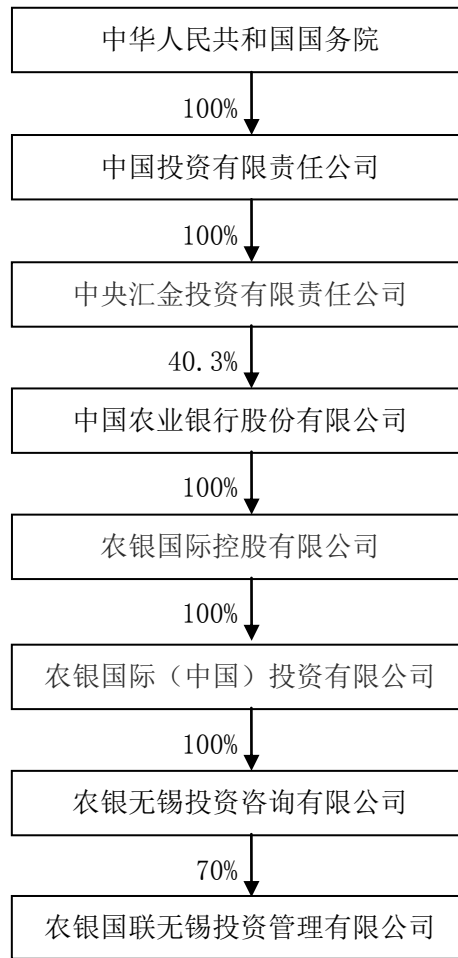 中华人民共和国国务院
100%
中国投资有限责任公司
100%
中央汇金投资有限责任公司
40.3%
中国农业银行股份有限公司
100%
农银国际控股有限公司
100%
农银国际（中国）投资有限公司
100%
农银无锡投资咨询有限公司
70%
农银国联无锡投资管理有限公司